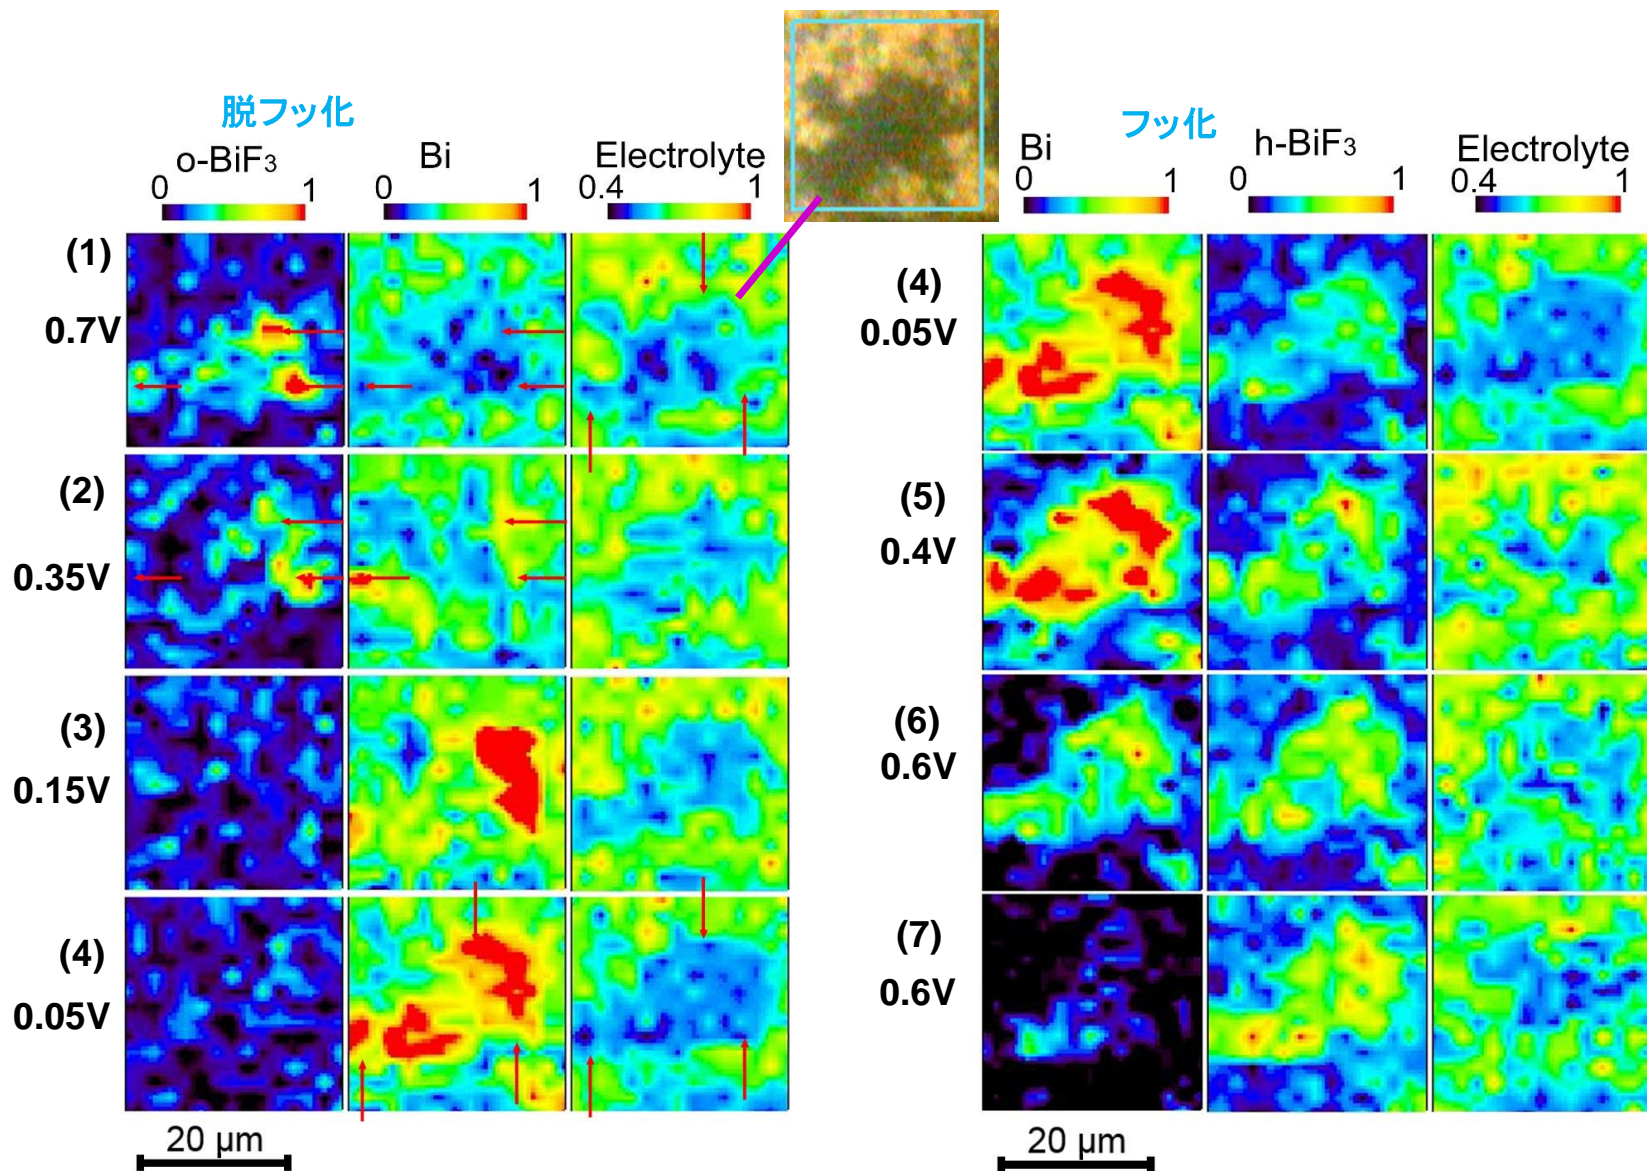 脱フッ化
o-BiF₃
0 1
Bi
0 1
Electrolyte
0.4 1
(1)
0.7V
(2)
0.35V
(3)
0.15V
(4)
0.05V
20 μm
フッ化
Bi
0 1
h-BiF₃
0 1
Electrolyte
0.4 1
(4)
0.05V
(5)
0.4V
(6)
0.6V
(7)
0.6V
20 μm